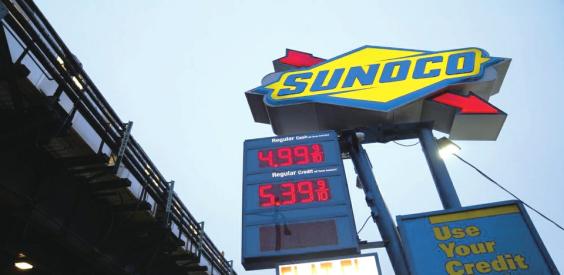 SUNOCO
Regular Cash
4.99 9/10
Regular Credit
5.39 9/10
Use Your
Credit